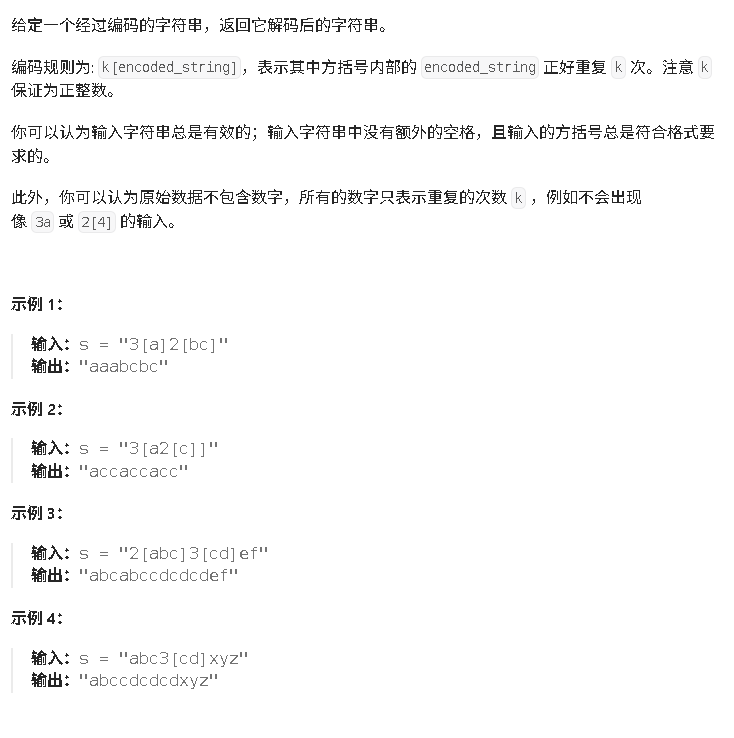 给定一个经过编码的字符串，返回它解码后的字符串。
编码规则为: k[encoded_string]，表示其中方括号内部的 encoded_string 正好重复 k 次。注意 k
保证为正整数。
你可以认为输入字符串总是有效的；输入字符串中没有额外的空格，且输入的方括号总是符合格式要
求的。
此外，你可以认为原始数据不包含数字，所有的数字只表示重复的次数 k ，例如不会出现
像 3a 或 2[4] 的输入。
示例 1：
输入：s = "3[a]2[bc]"
输出："aaabcbc"
示例 2：
输入：s = "3[a2[c]]"
输出："accaccacc"
示例 3：
输入：s = "2[abc]3[cd]ef"
输出："abcabccdcdcdef"
示例 4：
输入：s = "abc3[cd]xyz"
输出："abccdcdcdxyz"